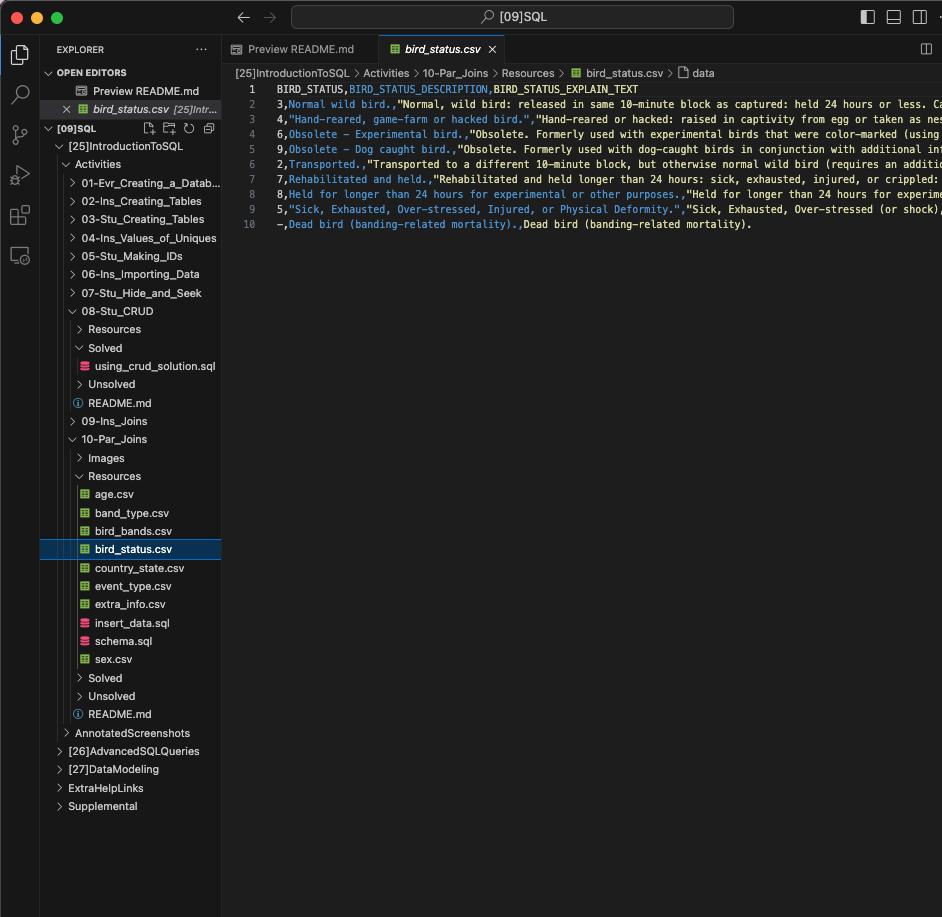 [09]SQL
EXPLORER
Preview README.md
bird_status.csv
OPEN EDITORS
Preview README.md
bird_status.csv [25]Intr...
[09]SQL
[25]IntroductionToSQL
Activities
01-Evr_Creating_a_Datab...
02-Ins_Creating_Tables
03-Stu_Creating_Tables
04-Ins_Values_of_Uniques
05-Stu_Making_IDs
06-Ins_Importing_Data
07-Stu_Hide_and_Seek
08-Stu_CRUD
Resources
Solved
using_crud_solution.sql
Unsolved
README.md
09-Ins_Joins
10-Par_Joins
Images
Resources
age.csv
band_type.csv
bird_bands.csv
bird_status.csv
country_state.csv
event_type.csv
extra_info.csv
insert_data.sql
schema.sql
sex.csv
Solved
Unsolved
README.md
AnnotatedScreenshots
[26]AdvancedSQLQueries
[27]DataModeling
ExtraHelpLinks
Supplemental
[25]IntroductionToSQL > Activities > 10-Par_Joins > Resources > bird_status.csv > data
1 BIRD_STATUS,BIRD_STATUS_DESCRIPTION,BIRD_STATUS_EXPLAIN_TEXT
2 3,Normal wild bird.,"Normal, wild bird: released in same 10-minute block as captured: held 24 hours or less. Ca
3 4,"Hand-reared, game-farm or hacked bird.","Hand-reared or hacked: raised in captivity from egg or taken as nes
4 6,Obsolete - Experimental bird.,"Obsolete. Formerly used with experimental birds that were color-marked (using
5 9,Obsolete - Dog caught bird.,"Obsolete. Formerly used with dog-caught birds in conjunction with additional inf
6 2,Transported.,"Transported to a different 10-minute block, but otherwise normal wild bird (requires an additio
7 7,Rehabilitated and held.,"Rehabilitated and held longer than 24 hours: sick, exhausted, injured, or crippled:
8 8,Held for longer than 24 hours for experimental or other purposes.,"Held for longer than 24 hours for experime
9 5,"Sick, Exhausted, Over-stressed, Injured, or Physical Deformity.","Sick, Exhausted, Over-stressed (or shock),
10 -,Dead bird (banding-related mortality).,Dead bird (banding-related mortality).